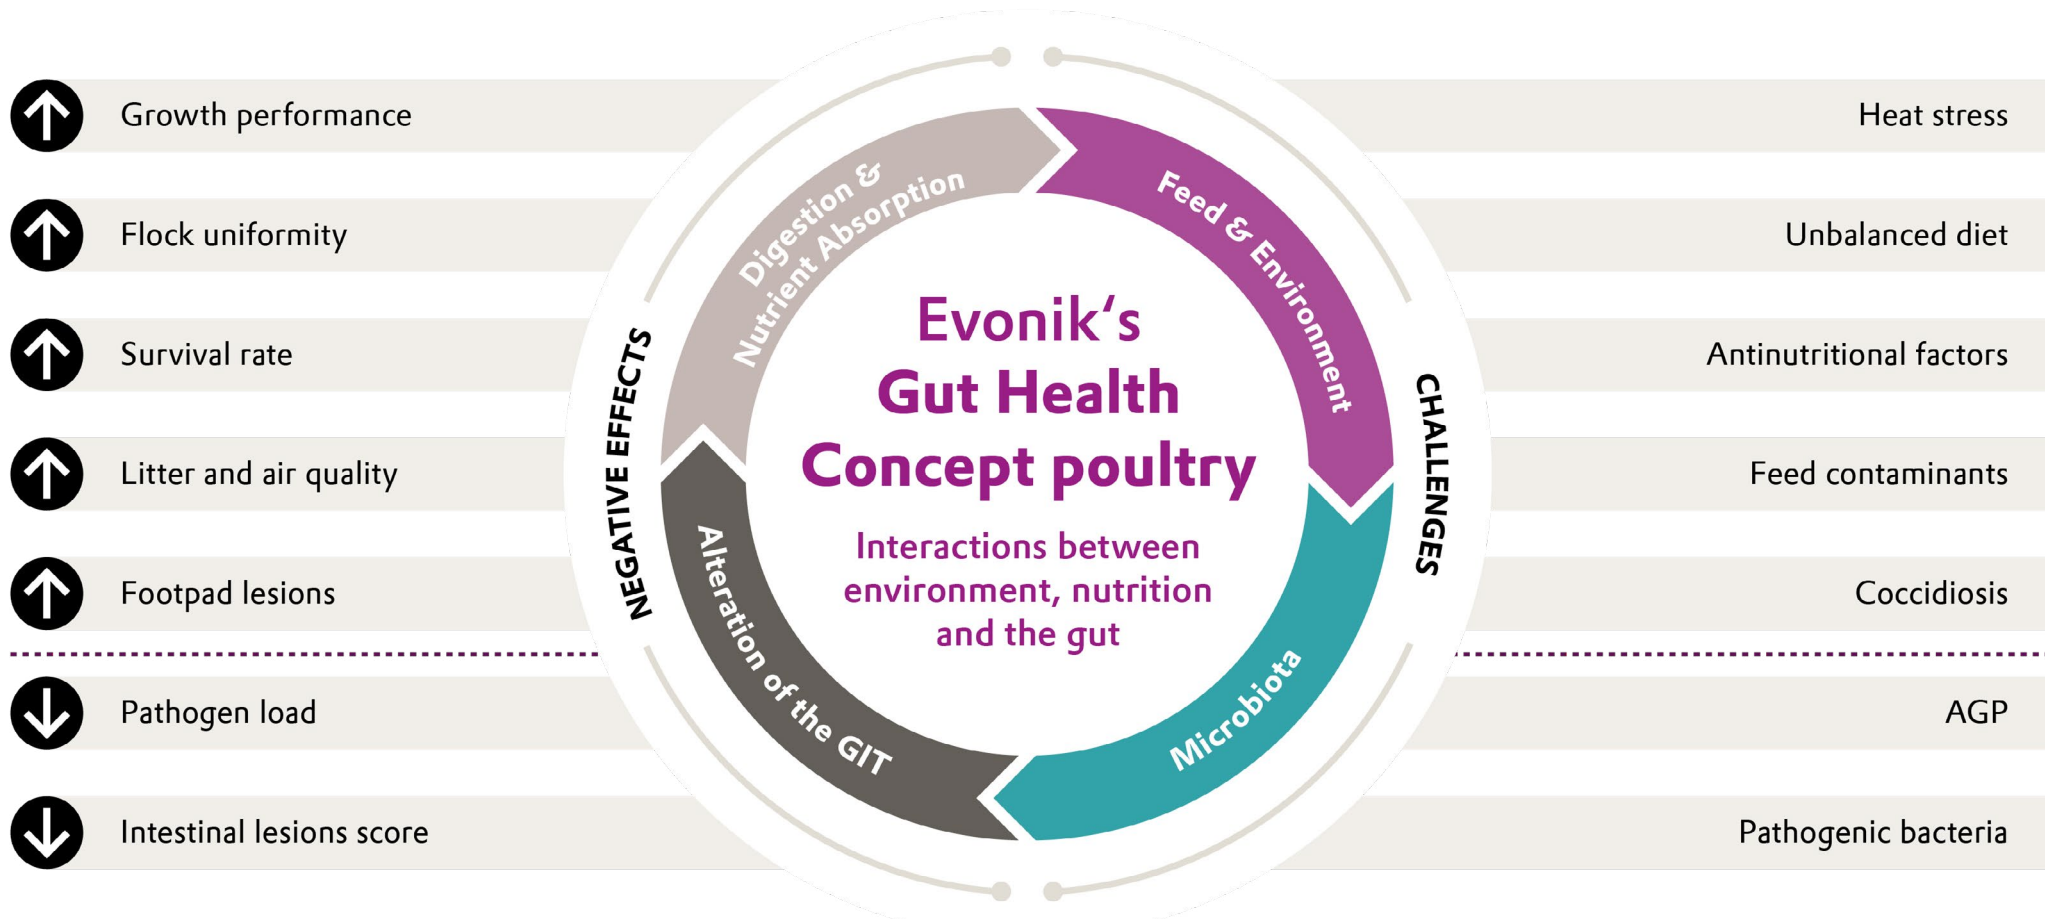 Growth performance
Flock uniformity
Survival rate
Litter and air quality
Footpad lesions
Pathogen load
Intestinal lesions score
NEGATIVE EFFECTS
Digestion &
Nutrient Absorption
Feed & Environment
Alteration of the GIT
Microbiota
Evonik‘s
Gut Health
Concept poultry
Interactions between
environment, nutrition
and the gut
CHALLENGES
Heat stress
Unbalanced diet
Antinutritional factors
Feed contaminants
Coccidiosis
AGP
Pathogenic bacteria